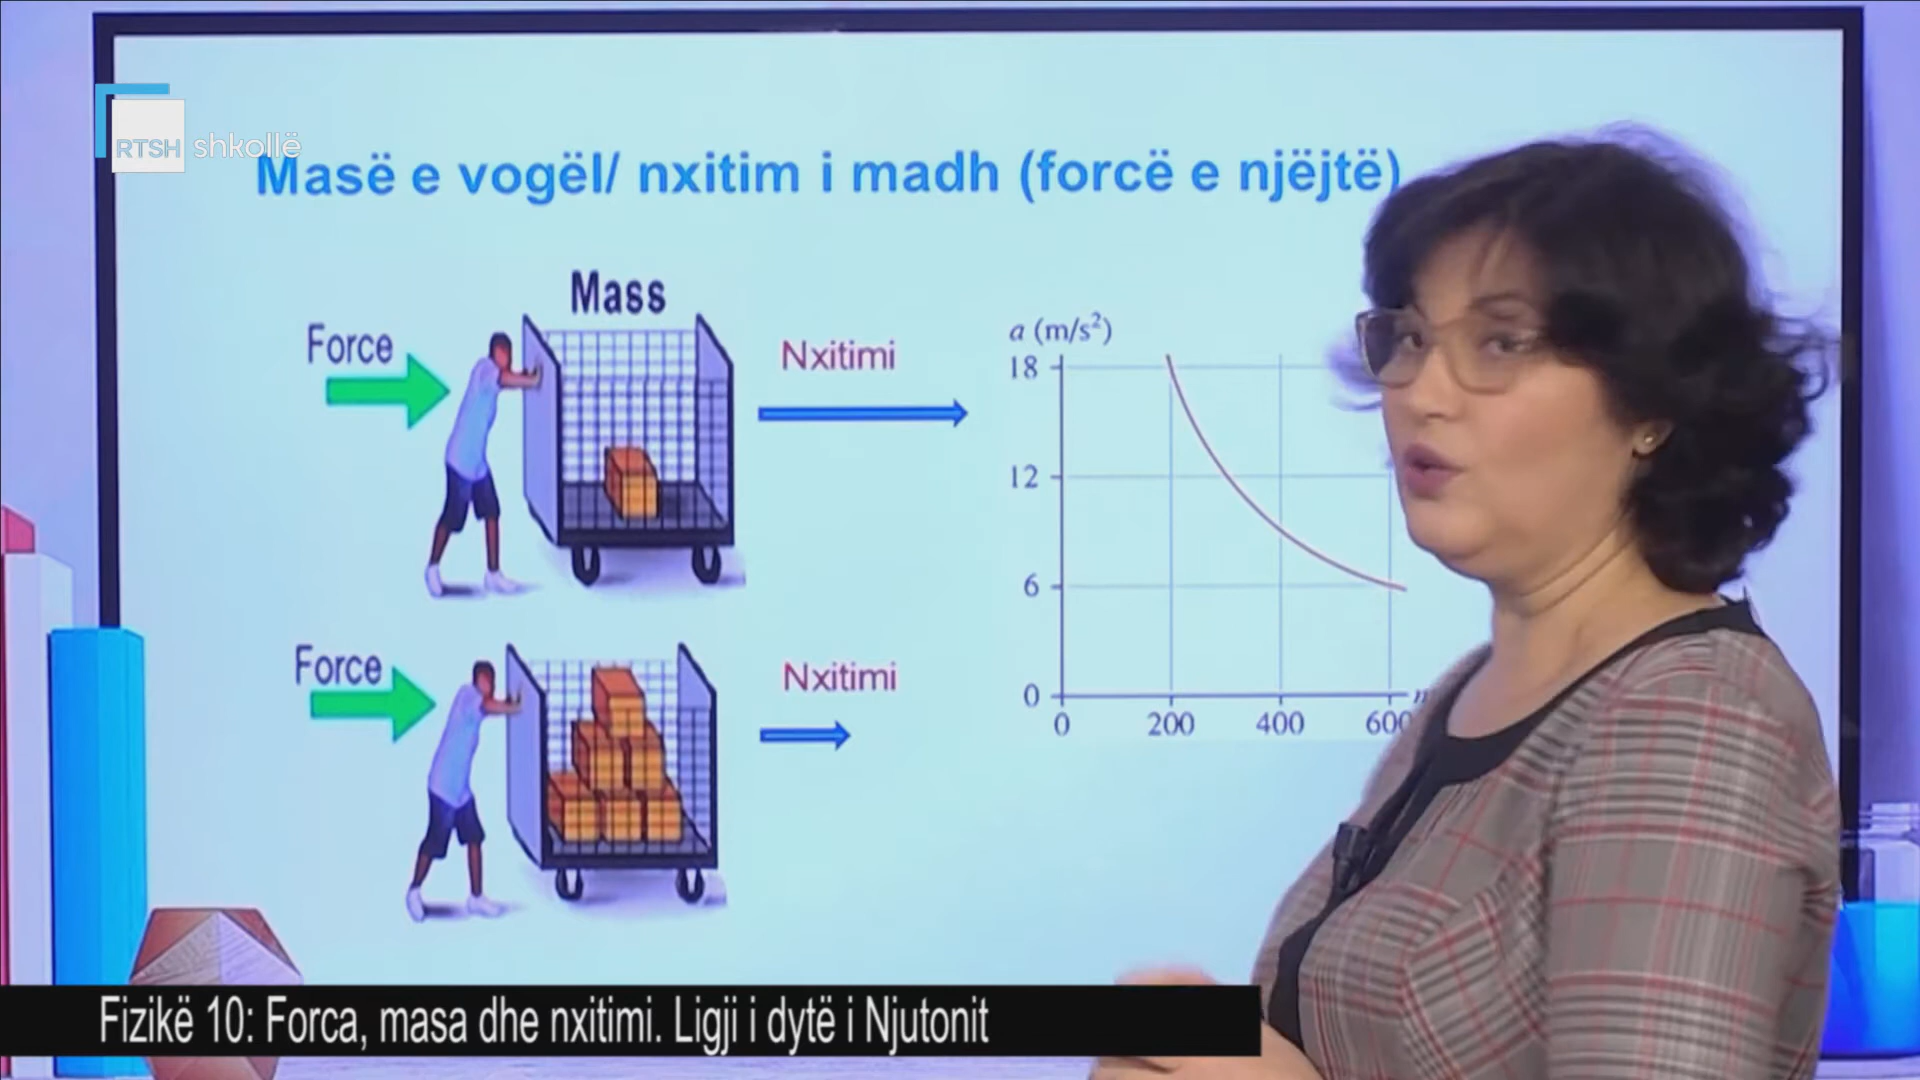 RTSH shkollë
Masë e vogël/ nxitim i madh (forcë e njëjtë)
Mass
Force
Nxitimi
a (m/s²)
18
12
6
0
0 200 400 600
Force
Nxitimi
Fizikë 10: Forca, masa dhe nxitimi. Ligji i dytë i Njutonit